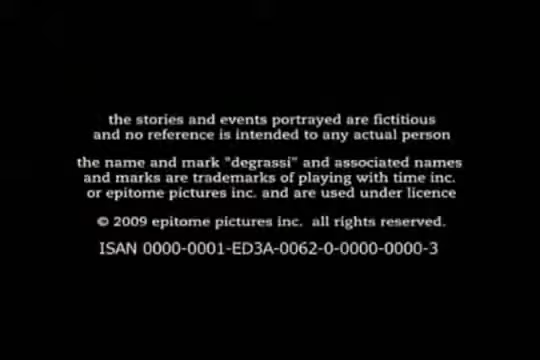 the stories and events portrayed are fictitious
and no reference is intended to any actual person
the name and mark "degrassi" and associated names
and marks are trademarks of playing with time inc.
or epitome pictures inc. and are used under licence
© 2009 epitome pictures inc. all rights reserved.
ISAN 0000-0001-ED3A-0062-0-0000-0000-3